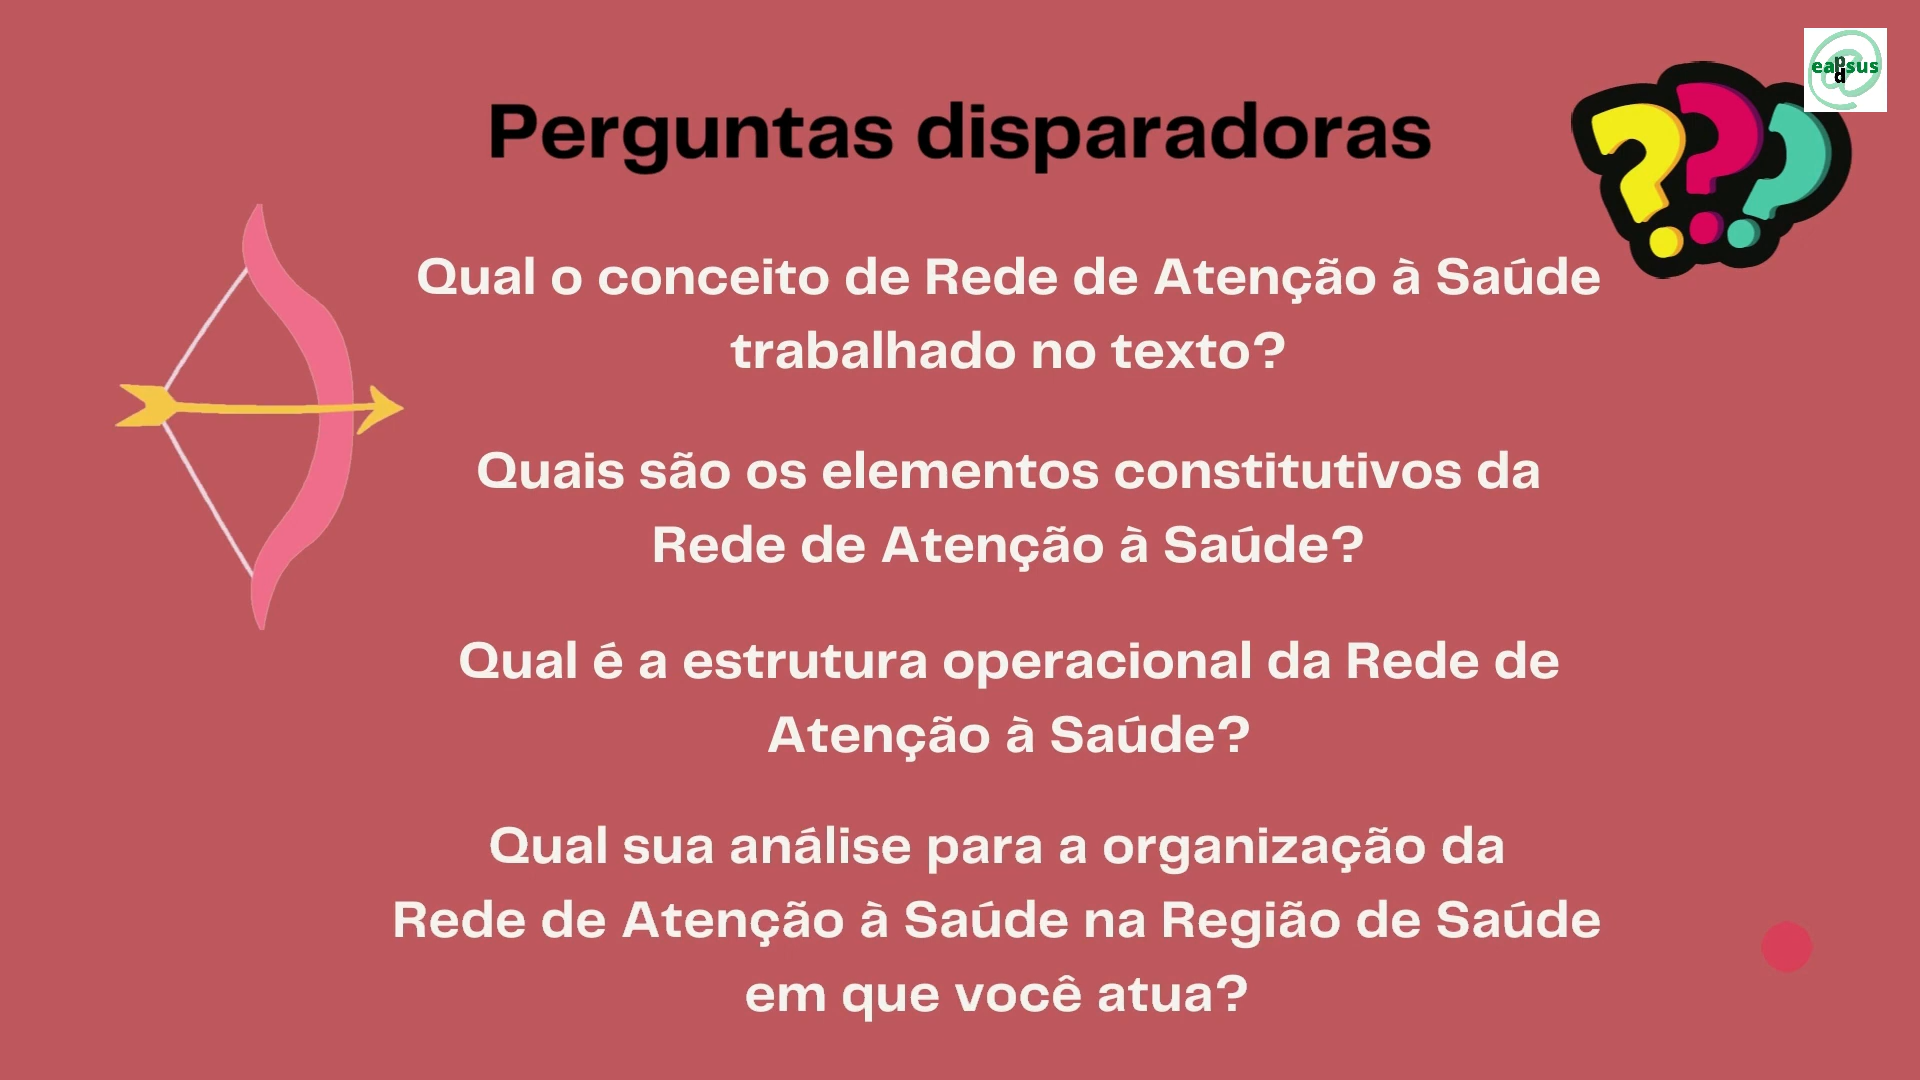 eapsus
d
Perguntas disparadoras
Qual o conceito de Rede de Atenção à Saúde
trabalhado no texto?
Quais são os elementos constitutivos da
Rede de Atenção à Saúde?
Qual é a estrutura operacional da Rede de
Atenção à Saúde?
Qual sua análise para a organização da
Rede de Atenção à Saúde na Região de Saúde
em que você atua?